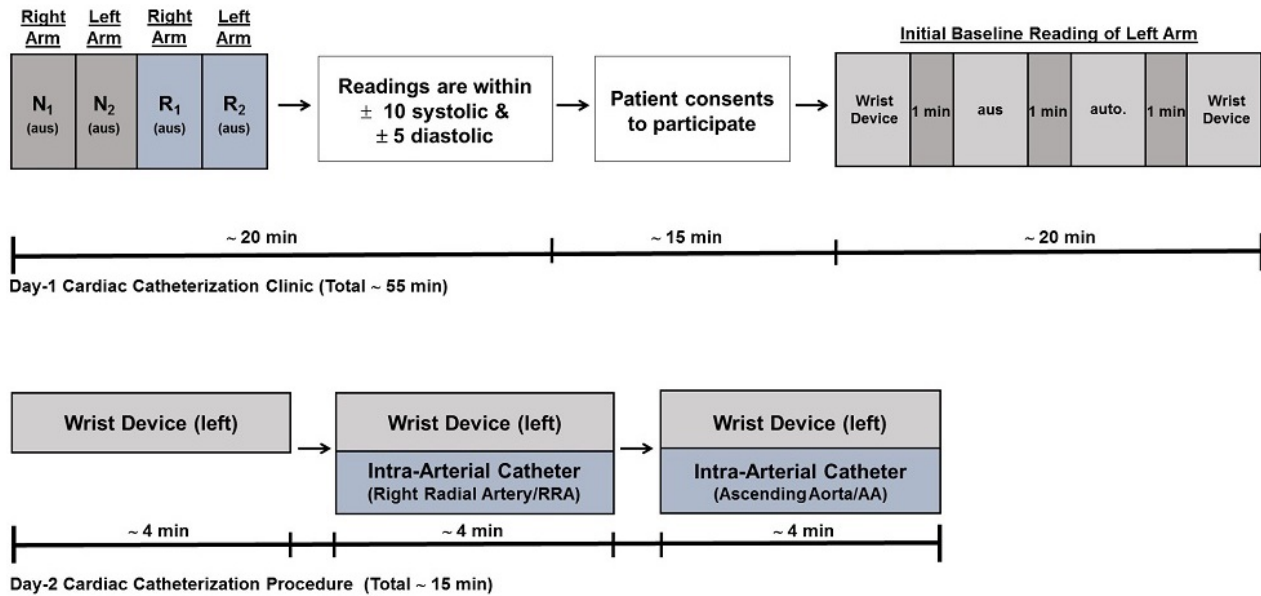 Right Arm
Left Arm
Right Arm
Left Arm
N₁
(aus)
N₂
(aus)
R₁
(aus)
R₂
(aus)
Readings are within
± 10 systolic &
± 5 diastolic
Patient consents
to participate
Initial Baseline Reading of Left Arm
Wrist
Device
1 min
aus
1 min
auto.
1 min
Wrist
Device
~ 20 min
~ 15 min
~ 20 min
Day-1 Cardiac Catheterization Clinic (Total ~ 55 min)
Wrist Device (left)
Wrist Device (left)
Intra-Arterial Catheter
(Right Radial Artery/RRA)
Wrist Device (left)
Intra-Arterial Catheter
(Ascending Aorta/AA)
~ 4 min
~ 4 min
~ 4 min
Day-2 Cardiac Catheterization Procedure (Total ~ 15 min)